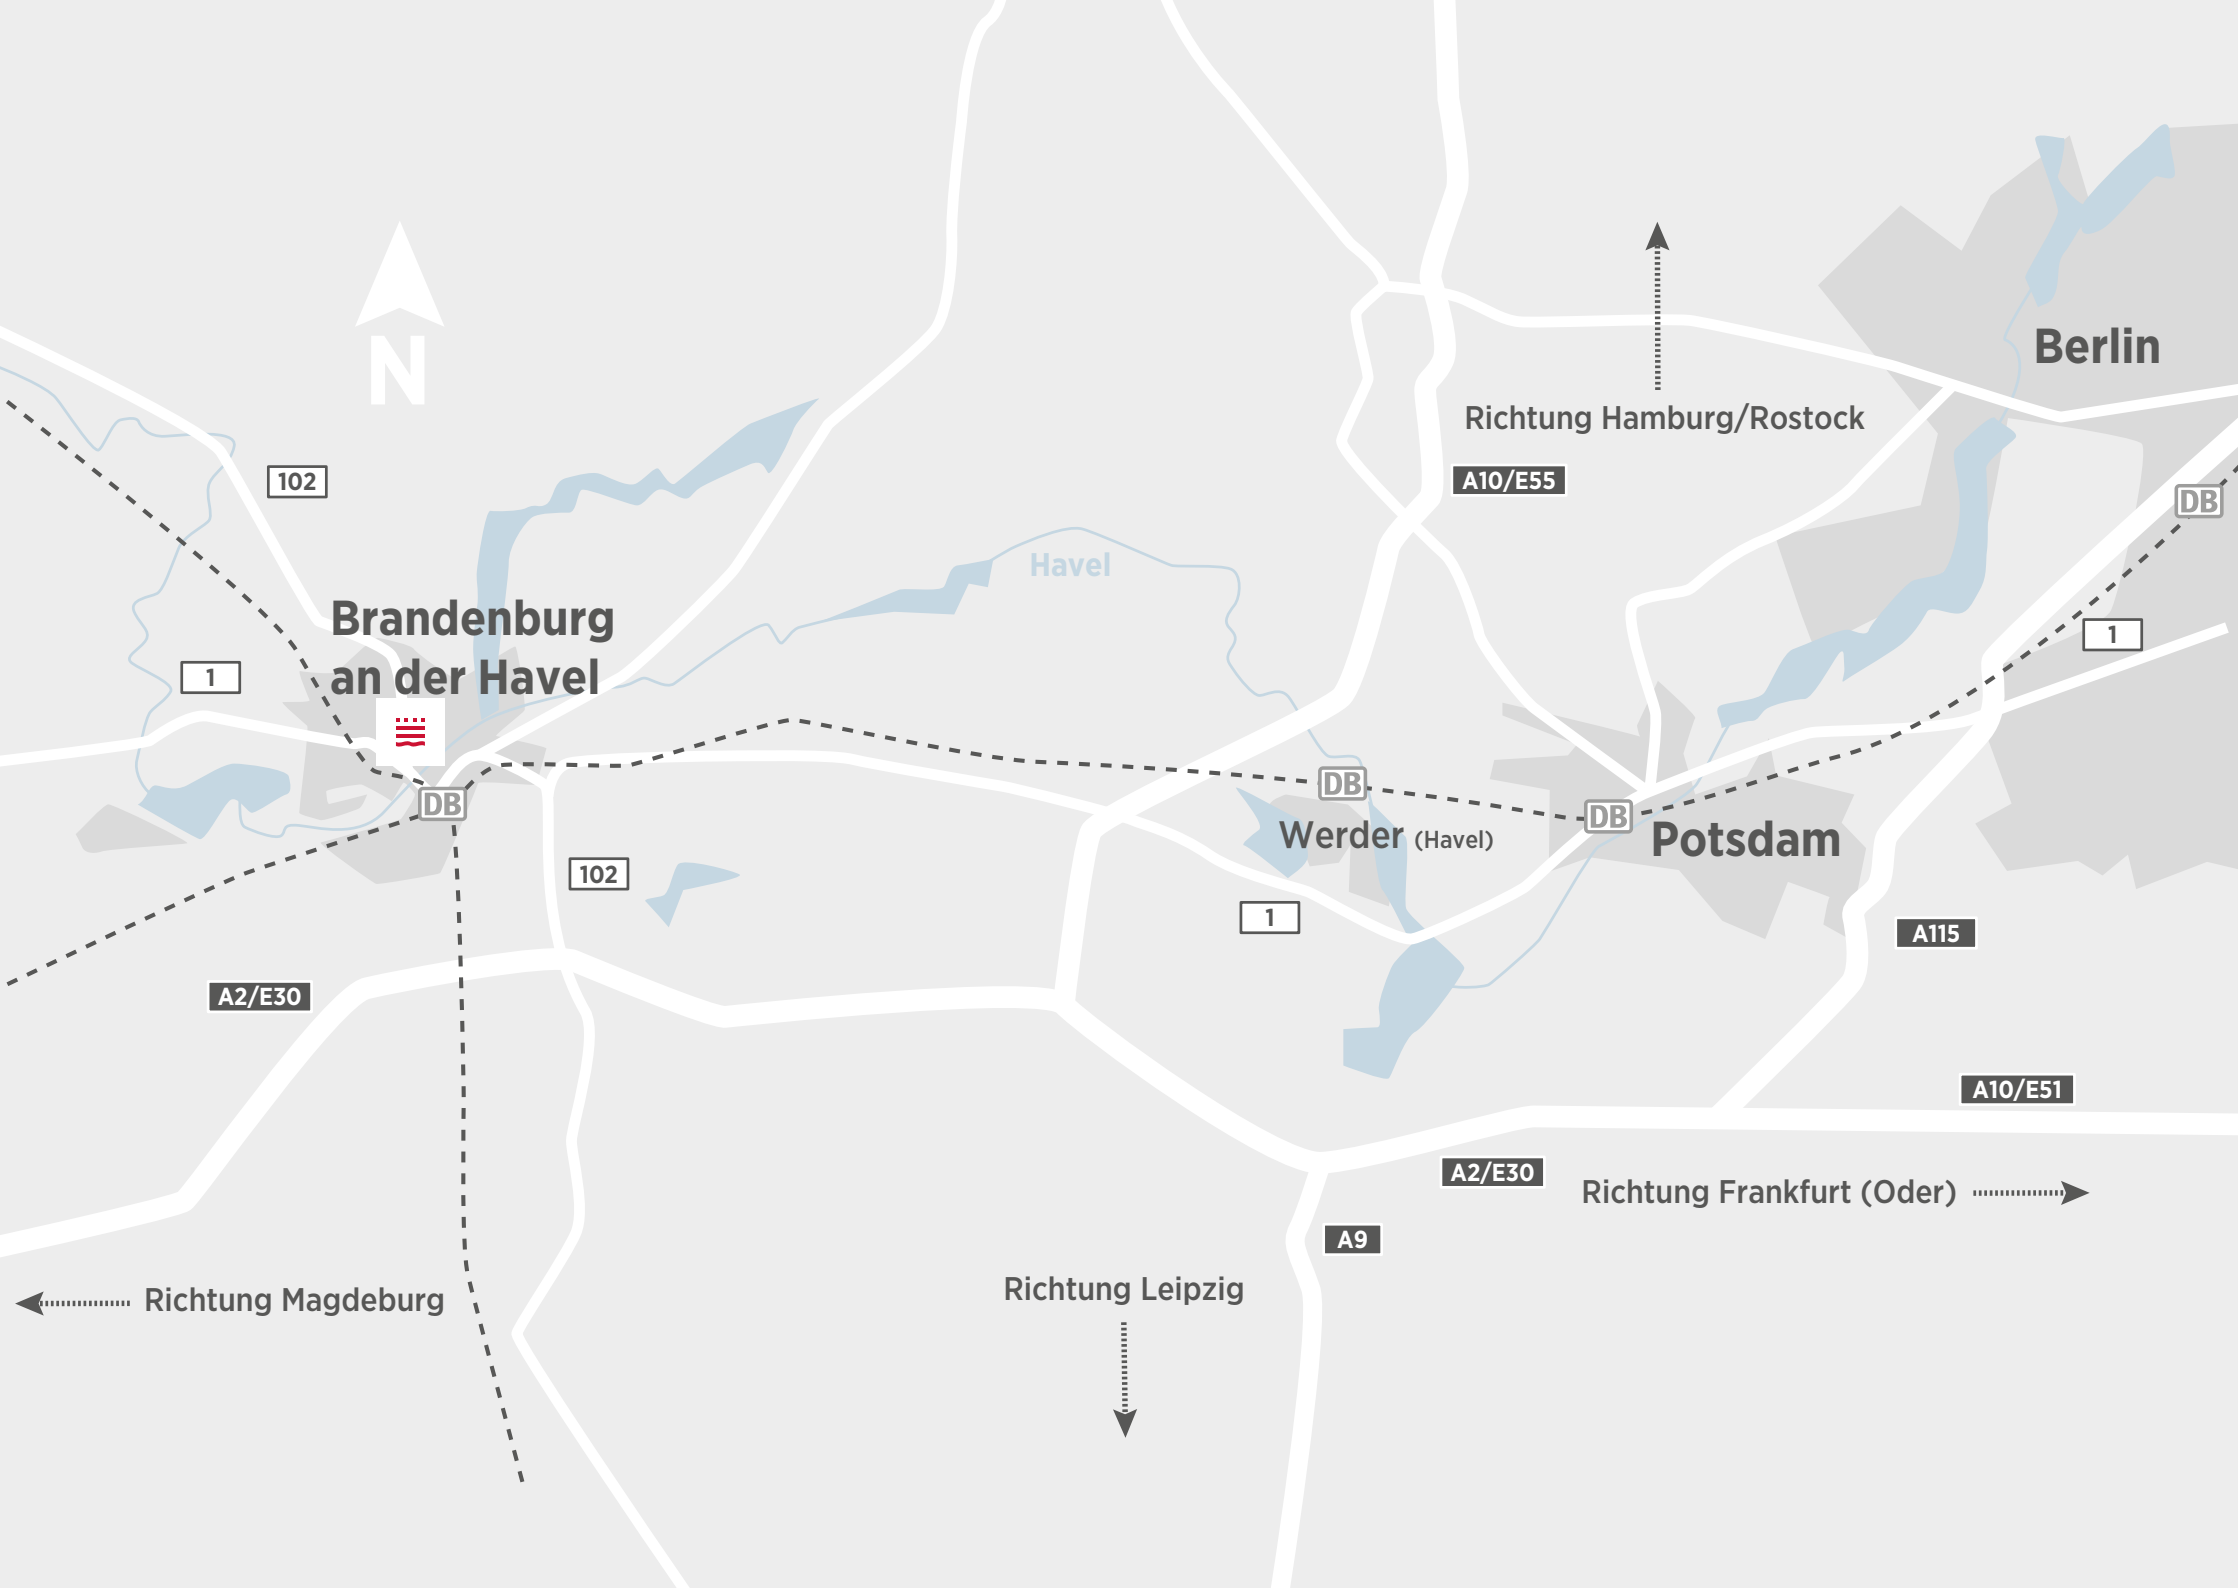 N
Berlin
Richtung Hamburg/Rostock
102
A10/E55
DB
Havel
Brandenburg
an der Havel
1
1
DB
DB
DB
Werder (Havel)
Potsdam
102
1
A115
A2/E30
A10/E51
A2/E30
Richtung Frankfurt (Oder)
A9
Richtung Leipzig
Richtung Magdeburg